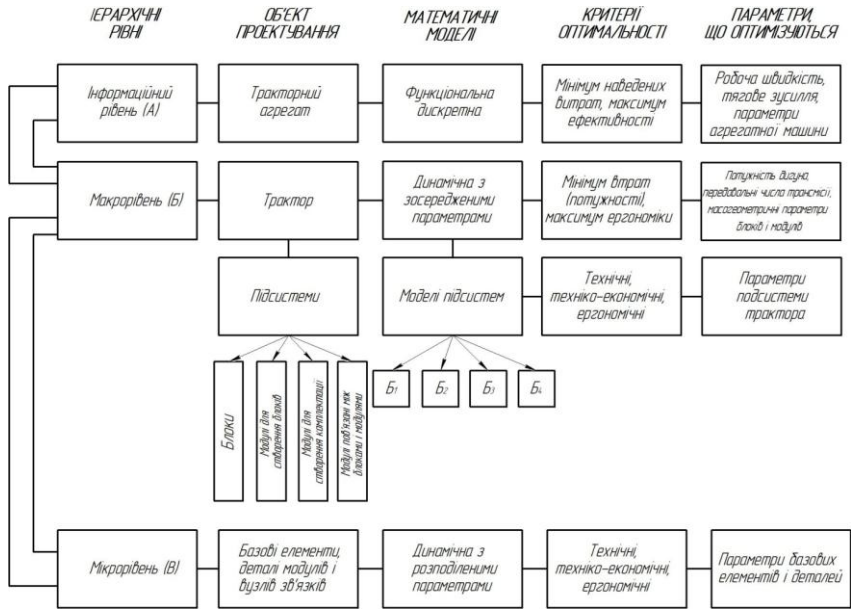 ІЄРАРХІЧНІ
РІВНІ
ОБ'ЄКТ
ПРОЕКТУВАННЯ
МАТЕМАТИЧНІ
МОДЕЛІ
КРИТЕРІЇ
ОПТИМАЛЬНОСТІ
ПАРАМЕТРИ,
ЩО ОПТИМІЗУЮТЬСЯ
Інформаційний
рівень (А)
Тракторний
агрегат
Функціональна
дискретна
Мінімум наведених
витрат, максимум
ефективності
Робоча швидкість,
тягове зусилля,
параметри
агрегатної машини
Макрорівень (Б)
Трактор
Динамічна з
зосередженими
параметрами
Мінімум втрат
(потужності),
максимум ергономіки
Потужність вигуна,
передавальні число трансмісії,
масогеометричні параметри
блоків і модулів
Підсистеми
Моделі підсистем
Технічні,
техніко-економічні,
ергономічні
Параметри
подсистеми
трактора
Блоки
Модулі для
створення блоків
Модулі для
створення комплектації
Модулі пов'язані між
блоками і модулями
Б1
Б2
Б3
Б4
Мікрорівень (В)
Базові елементи,
деталі модулів і
вузлів зв'язків
Динамічна з
розподіленими
параметрами
Технічні,
техніко-економічні,
ергономічні
Параметри базових
елементів і деталей